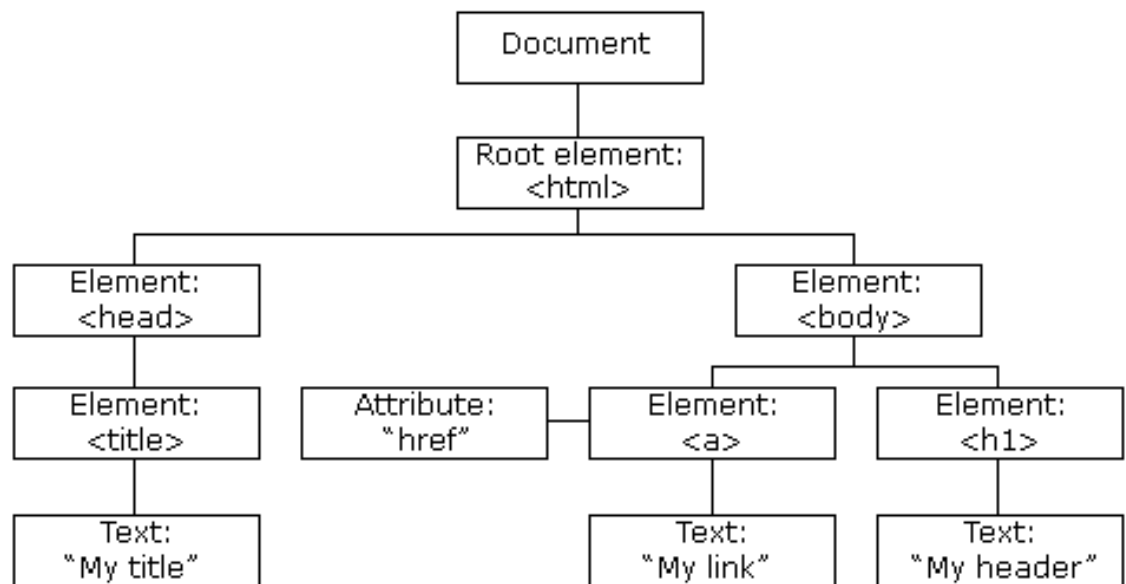 Document
Root element:
<html>
Element:
<head>
Element:
<body>
Element:
<title>
Attribute:
“href”
Element:
<a>
Element:
<h1>
Text:
“My title”
Text:
“My link”
Text:
“My header”